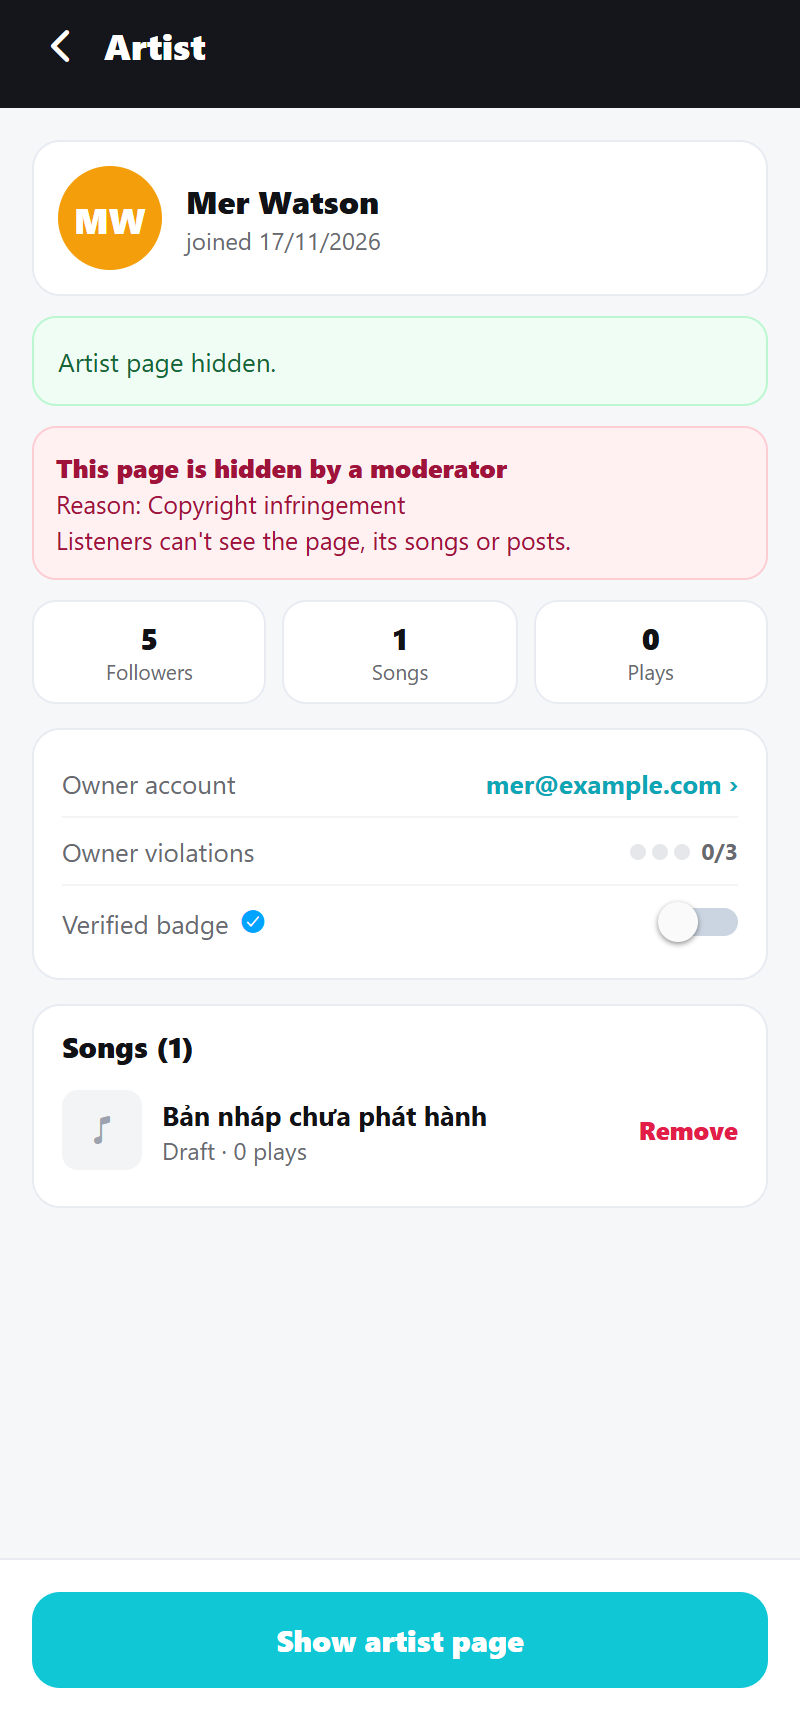 Artist
MW
Mer Watson
joined 17/11/2026
Artist page hidden.
This page is hidden by a moderator
Reason: Copyright infringement
Listeners can't see the page, its songs or posts.
5
Followers
1
Songs
0
Plays
Owner account
mer@example.com ›
Owner violations
0/3
Verified badge
Songs (1)
Bản nháp chưa phát hành
Draft · 0 plays
Remove
Show artist page